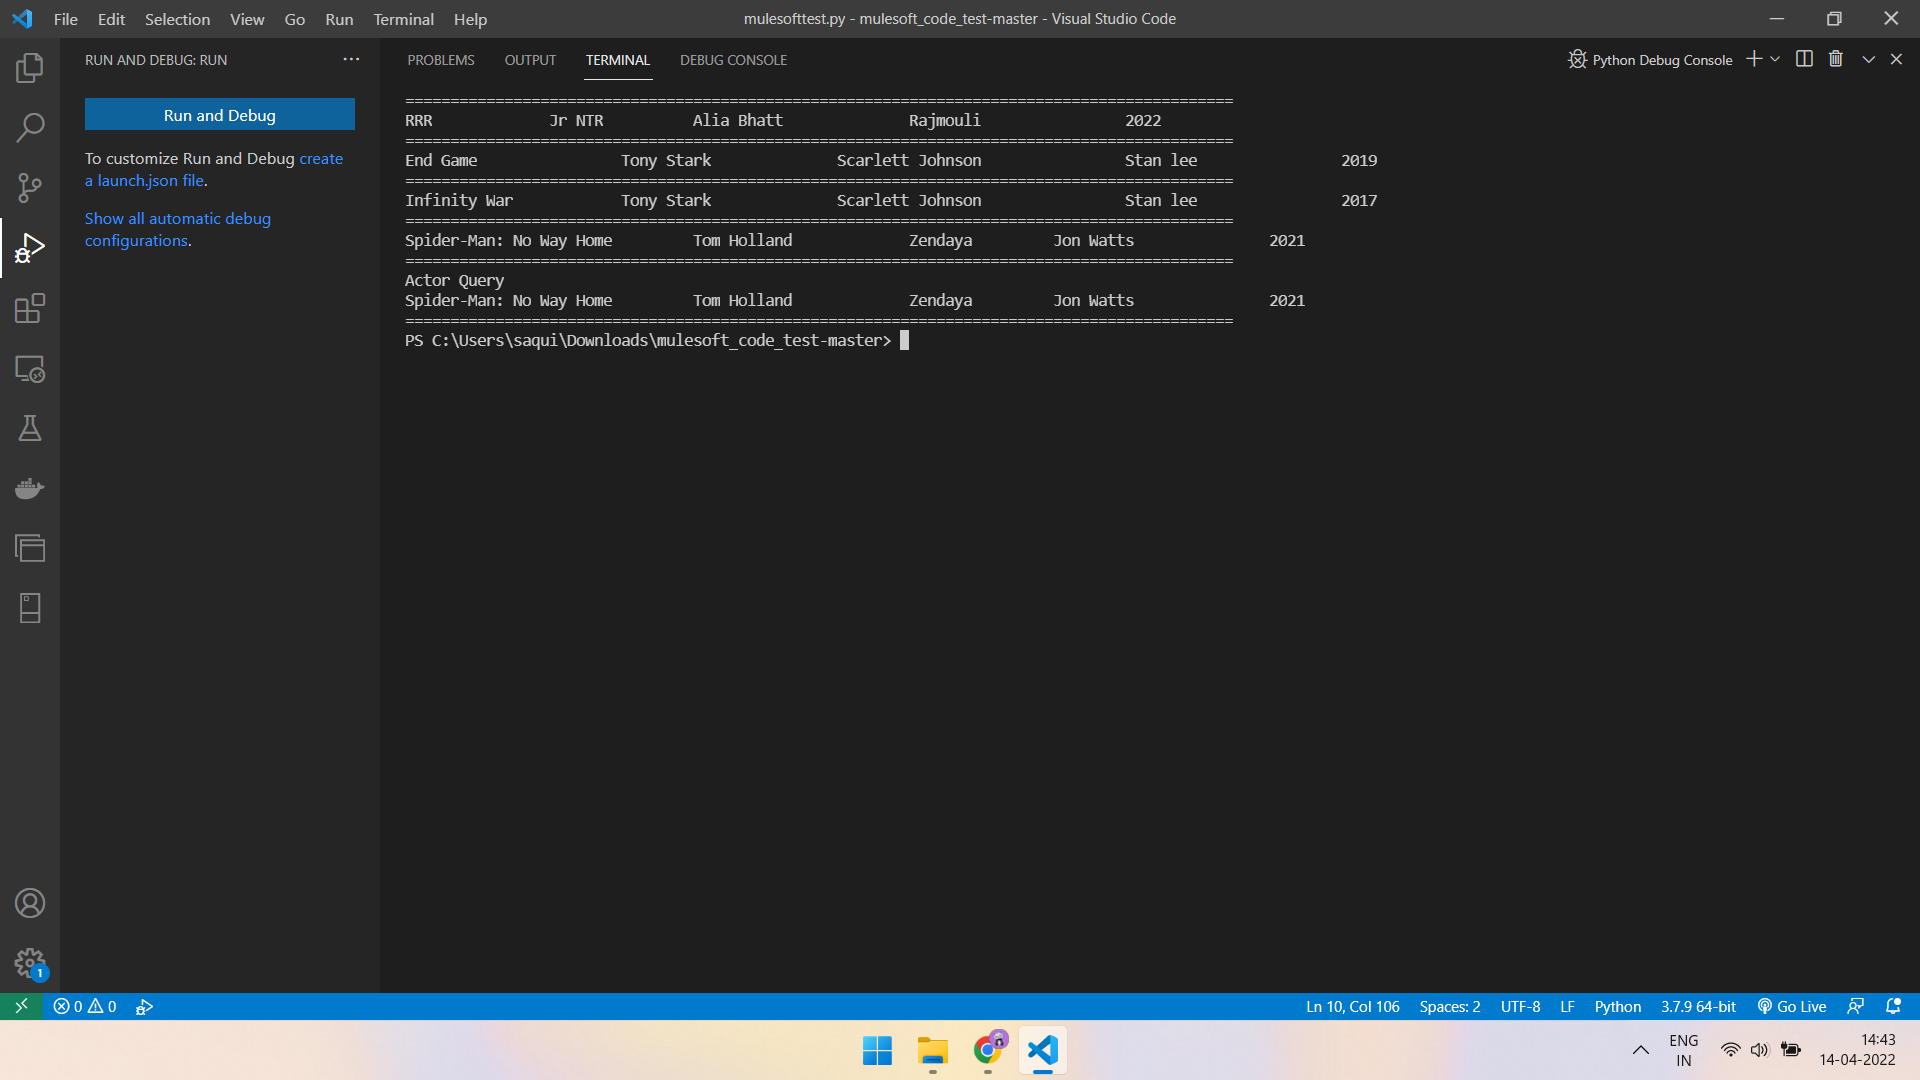 File Edit Selection View Go Run Terminal Help
mulesofttest.py - mulesoft_code_test-master - Visual Studio Code
RUN AND DEBUG: RUN
Run and Debug
To customize Run and Debug create
a launch.json file.
Show all automatic debug
configurations.
PROBLEMS OUTPUT TERMINAL DEBUG CONSOLE
Python Debug Console
============================================================================================
RRR Jr NTR Alia Bhatt Rajmouli 2022
============================================================================================
End Game Tony Stark Scarlett Johnson Stan lee 2019
============================================================================================
Infinity War Tony Stark Scarlett Johnson Stan lee 2017
============================================================================================
Spider-Man: No Way Home Tom Holland Zendaya Jon Watts 2021
============================================================================================
Actor Query
Spider-Man: No Way Home Tom Holland Zendaya Jon Watts 2021
============================================================================================
PS C:\Users\saqui\Downloads\mulesoft_code_test-master>
1
0 0
Ln 10, Col 106 Spaces: 2 UTF-8 LF Python 3.7.9 64-bit Go Live
ENG
IN
14:43
14-04-2022